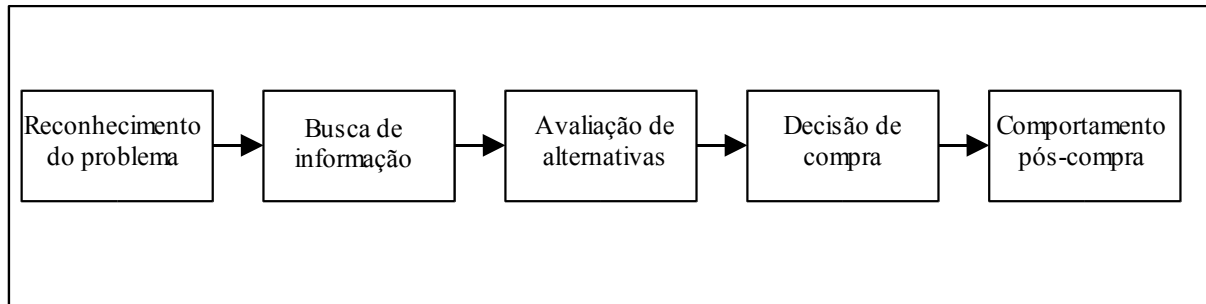 Reconhecimento
do problema
Busca de
informação
Avaliação de
alternativas
Decisão de
compra
Comportamento
pós-compra